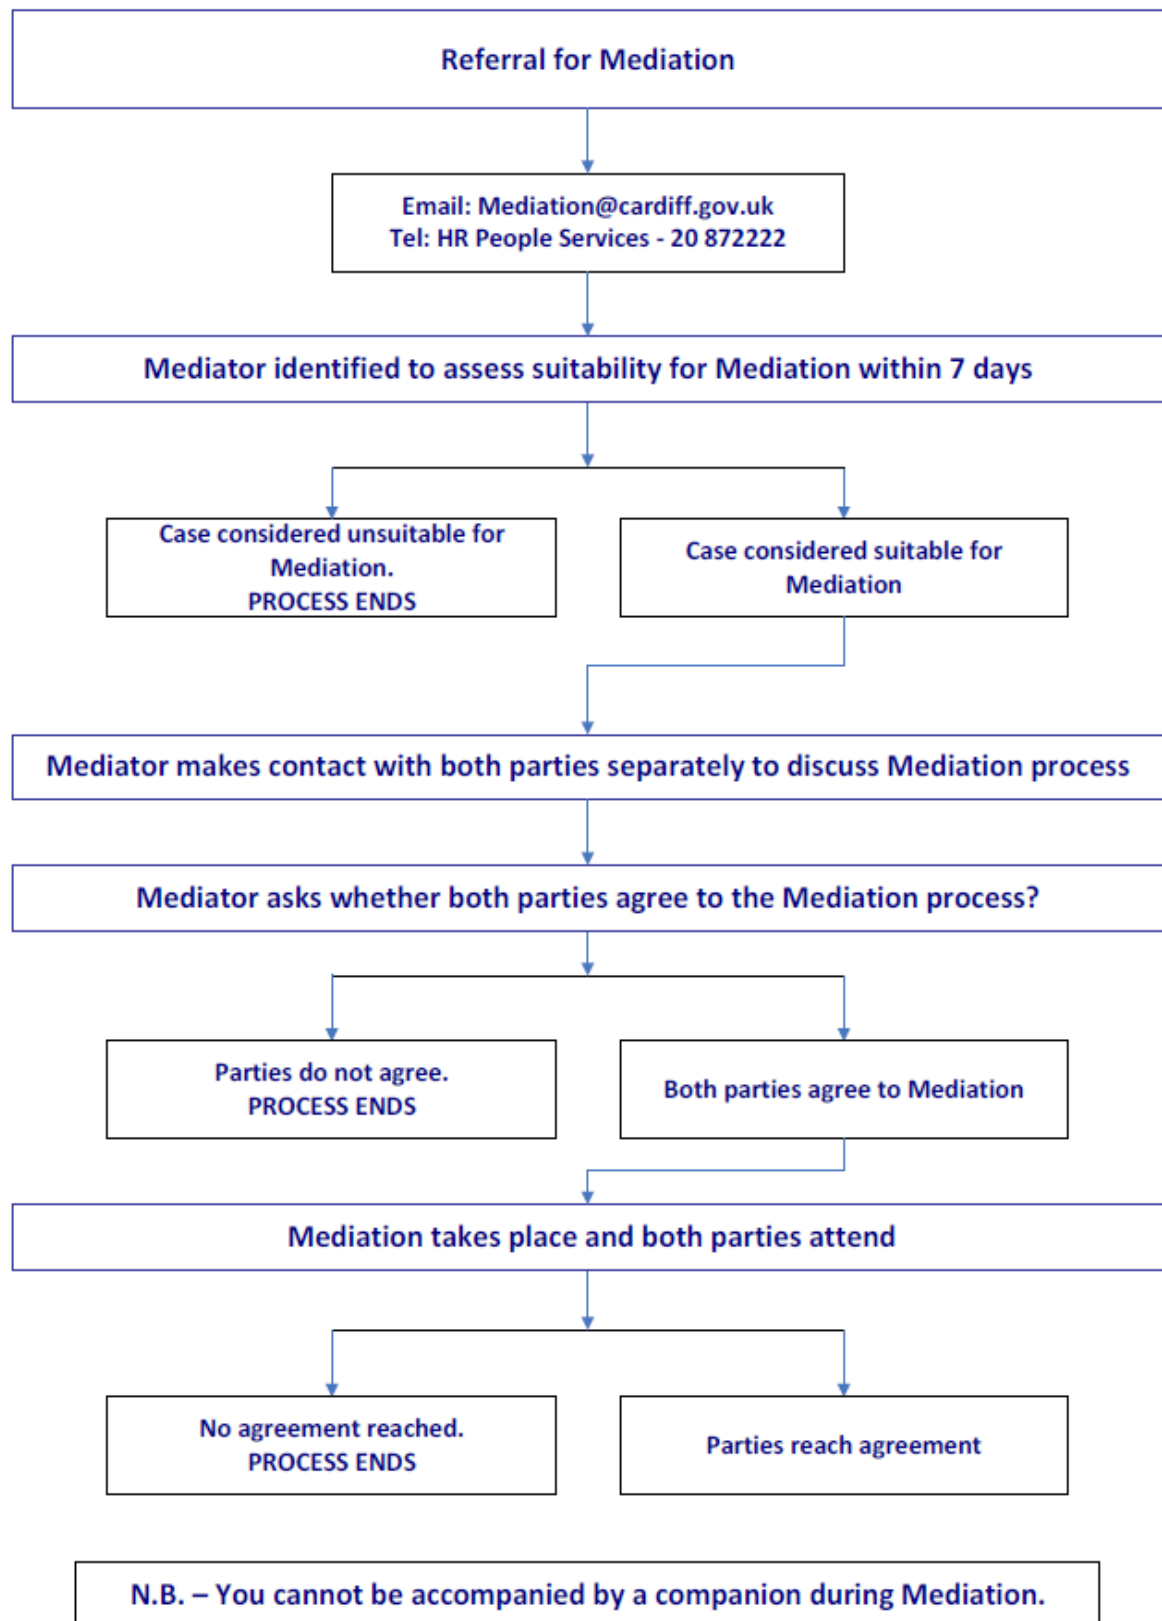 Referral for Mediation
Email: Mediation@cardiff.gov.uk
Tel: HR People Services - 20 872222
Mediator identified to assess suitability for Mediation within 7 days
Case considered unsuitable for
Mediation.
PROCESS ENDS
Case considered suitable for
Mediation
Mediator makes contact with both parties separately to discuss Mediation process
Mediator asks whether both parties agree to the Mediation process?
Parties do not agree.
PROCESS ENDS
Both parties agree to Mediation
Mediation takes place and both parties attend
No agreement reached.
PROCESS ENDS
Parties reach agreement
N.B. – You cannot be accompanied by a companion during Mediation.